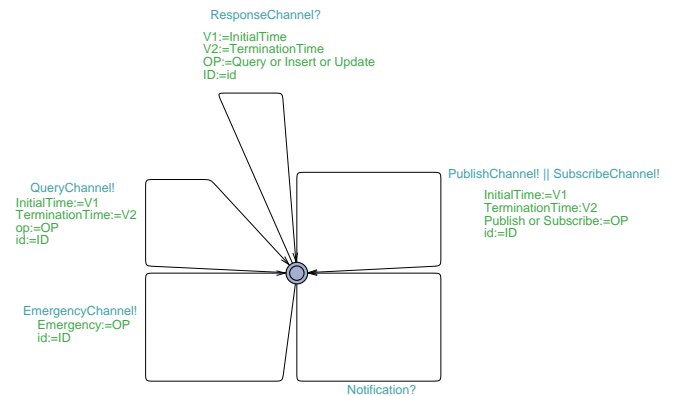 ResponseChannel?
V1:=InitialTime
V2:=TerminationTime
OP:=Query or Insert or Update
ID:=id
QueryChannel!
InitialTime:=V1
TerminationTime:=V2
op:=OP
id:=ID
PublishChannel! || SubscribeChannel!
InitialTime:=V1
TerminationTime:V2
Publish or Subscribe:=OP
id:=ID
EmergencyChannel!
Emergency:=OP
id:=ID
Notification?